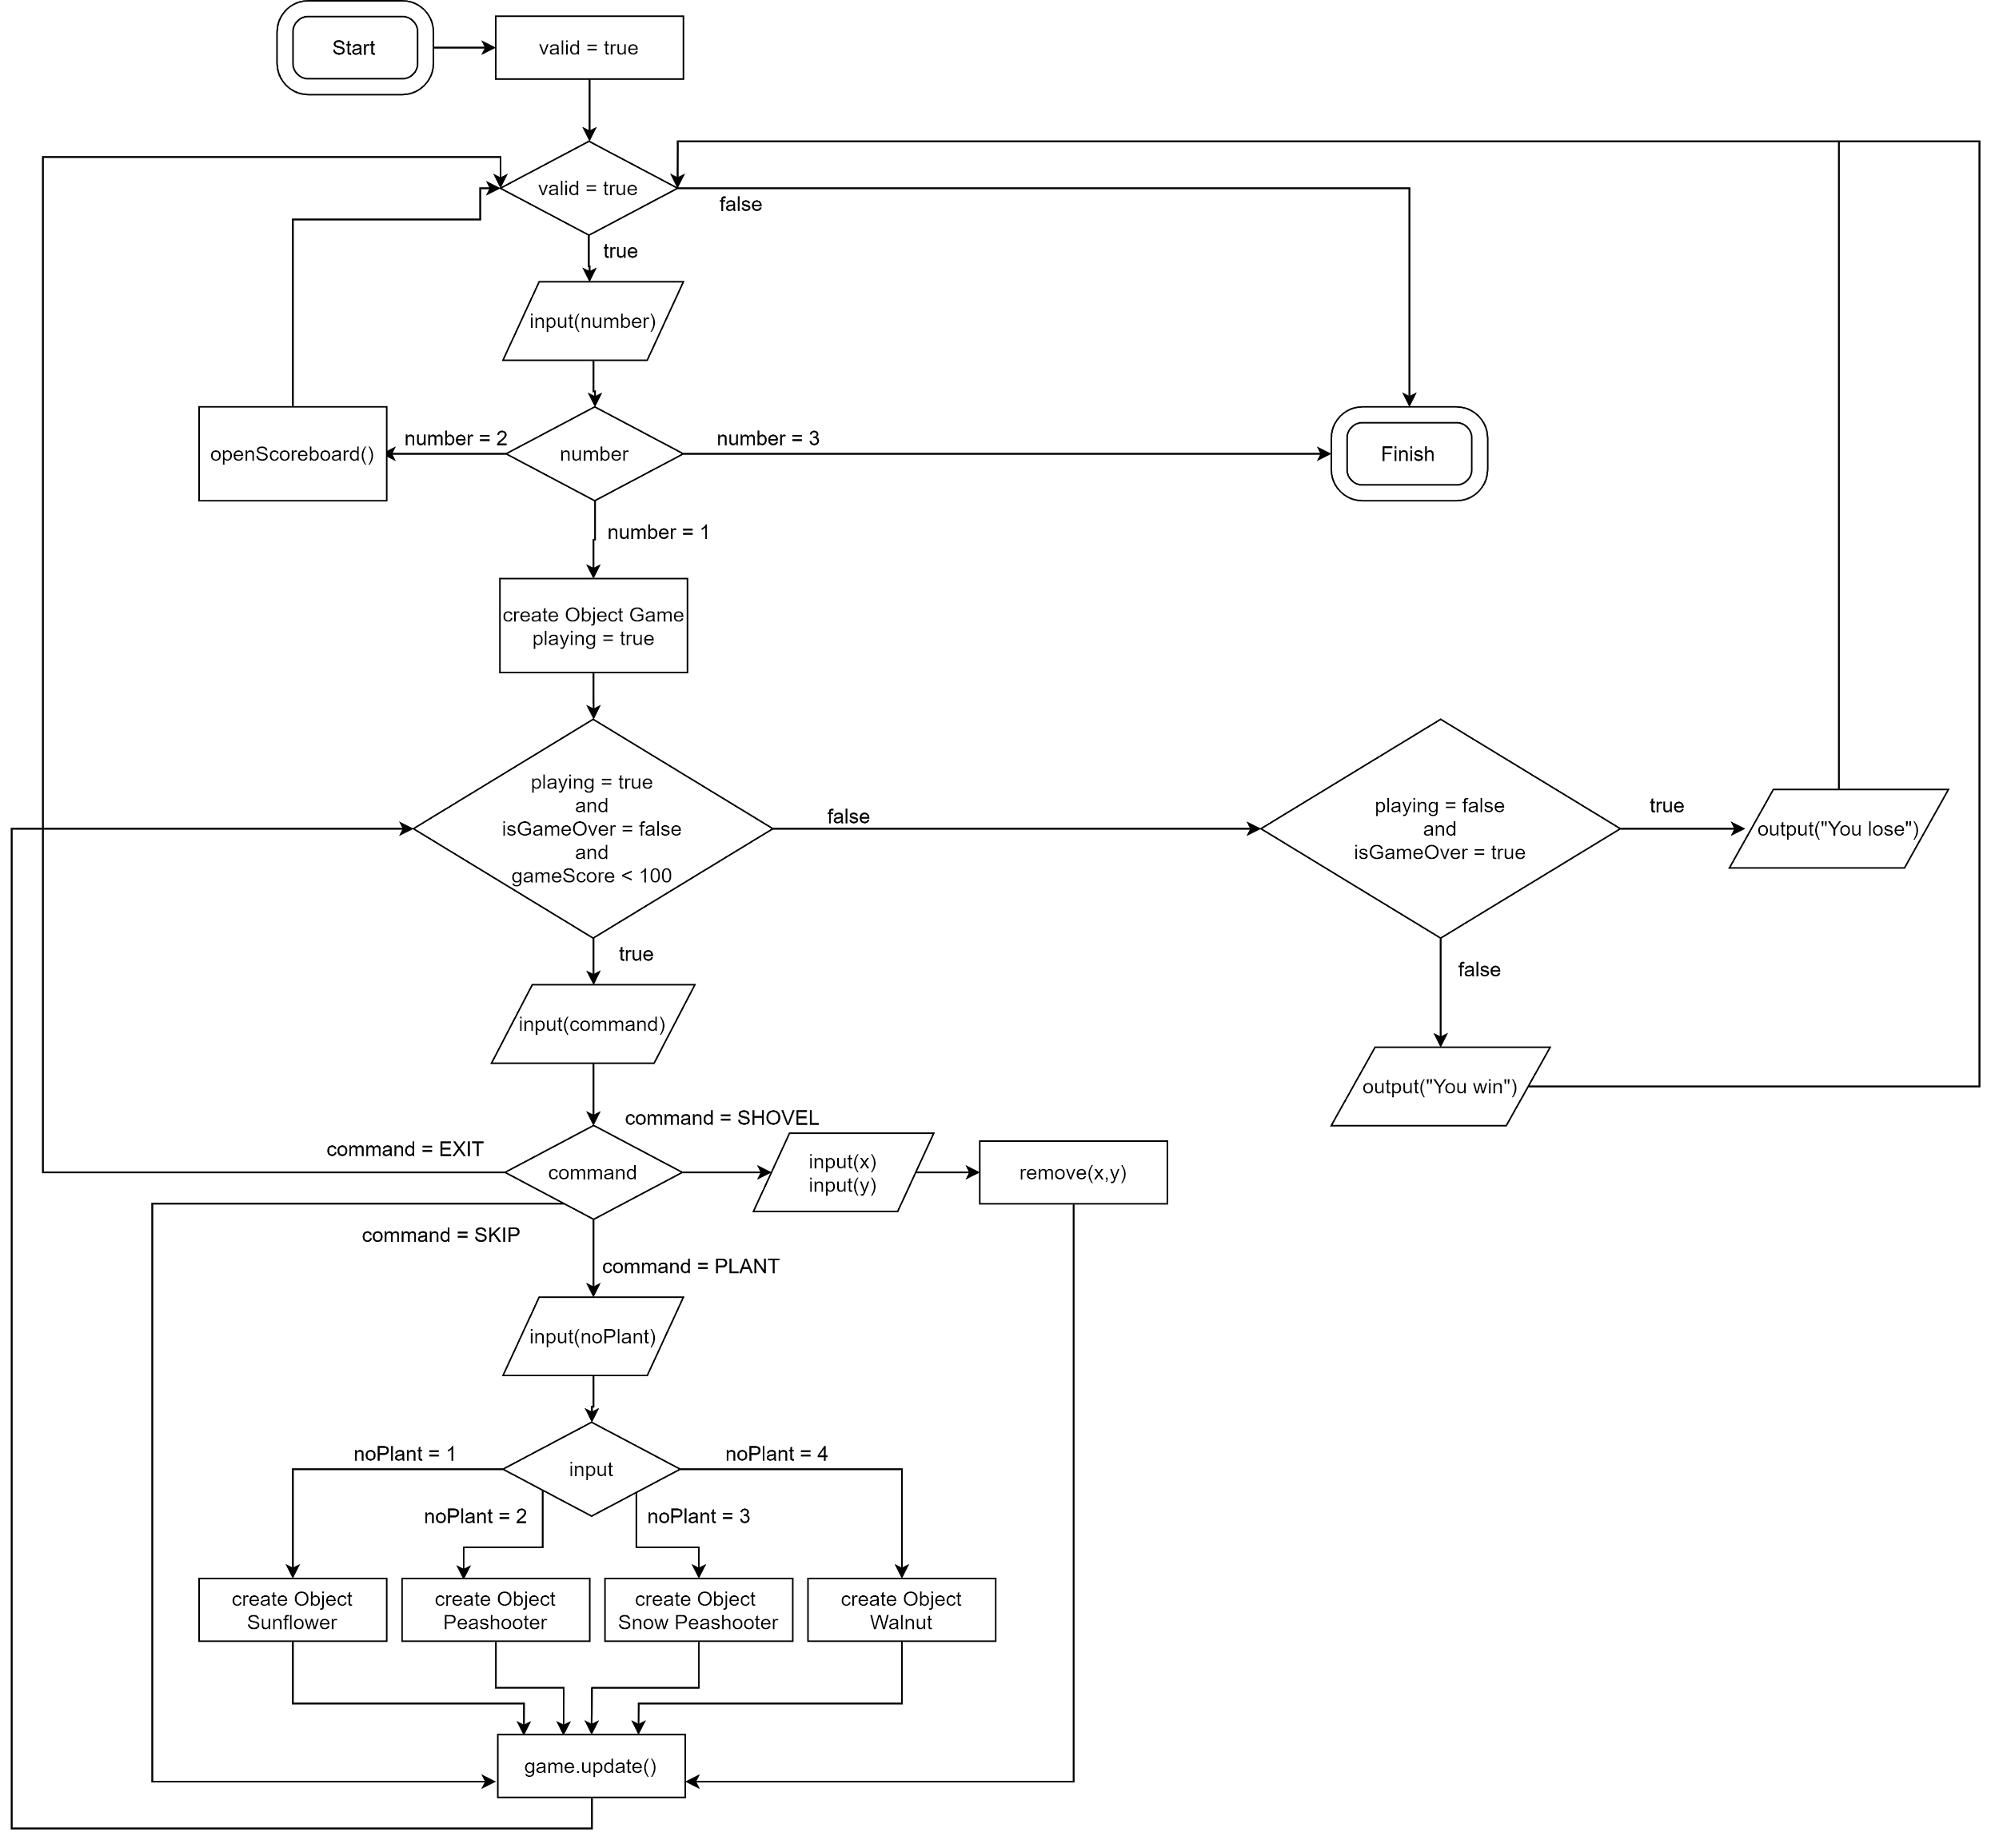 Start
valid = true
valid = true
false
true
input(number)
openScoreboard()
number = 2
number
number = 3
Finish
number = 1
create Object Game
playing = true
playing = true
and
isGameOver = false
and
gameScore < 100
false
playing = false
and
isGameOver = true
true
output("You lose")
true
false
input(command)
output("You win")
command = SHOVEL
command = EXIT
command
input(x)
input(y)
remove(x,y)
command = SKIP
command = PLANT
input(noPlant)
noPlant = 1
input
noPlant = 4
noPlant = 2
noPlant = 3
create Object
Sunflower
create Object
Peashooter
create Object
Snow Peashooter
create Object
Walnut
game.update()